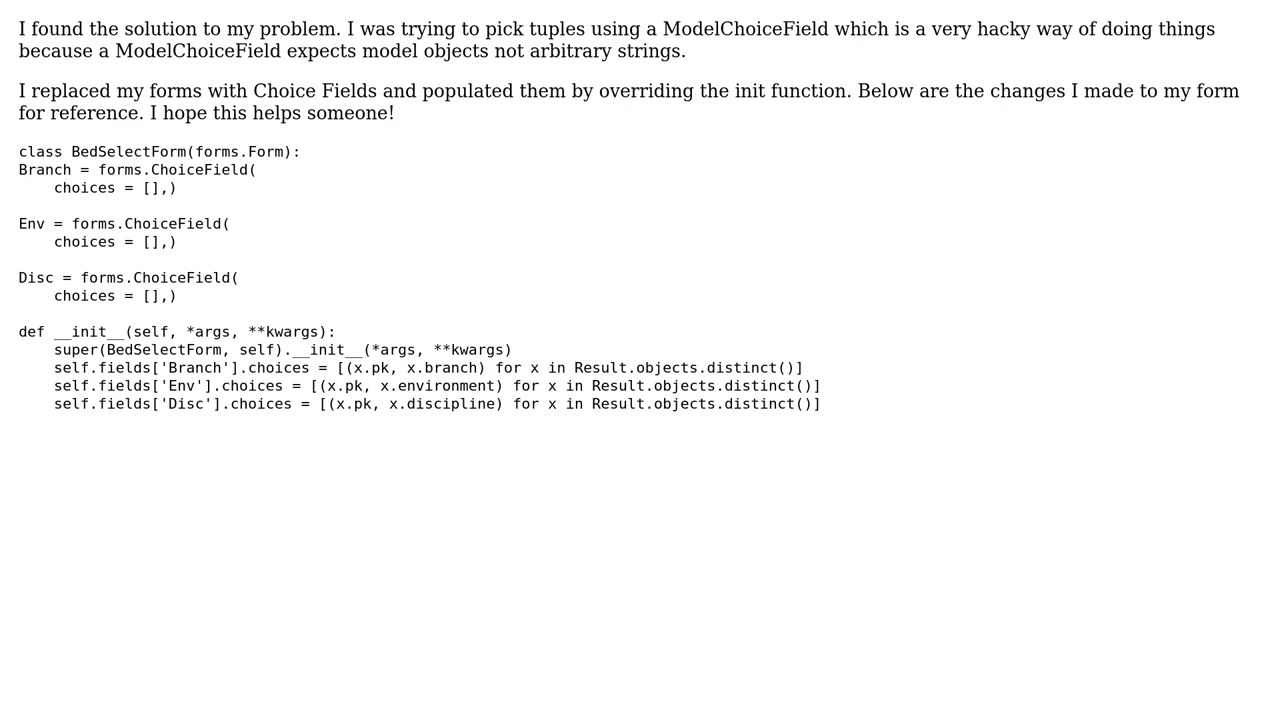 I found the solution to my problem. I was trying to pick tuples using a ModelChoiceField which is a very hacky way of doing things
because a ModelChoiceField expects model objects not arbitrary strings.
I replaced my forms with Choice Fields and populated them by overriding the init function. Below are the changes I made to my form
for reference. I hope this helps someone!
class BedSelectForm(forms.Form):
Branch = forms.ChoiceField(
    choices = [],)
Env = forms.ChoiceField(
    choices = [],)
Disc = forms.ChoiceField(
    choices = [],)
def __init__(self, *args, **kwargs):
    super(BedSelectForm, self).__init__(*args, **kwargs)
    self.fields['Branch'].choices = [(x.pk, x.branch) for x in Result.objects.distinct()]
    self.fields['Env'].choices = [(x.pk, x.environment) for x in Result.objects.distinct()]
    self.fields['Disc'].choices = [(x.pk, x.discipline) for x in Result.objects.distinct()]